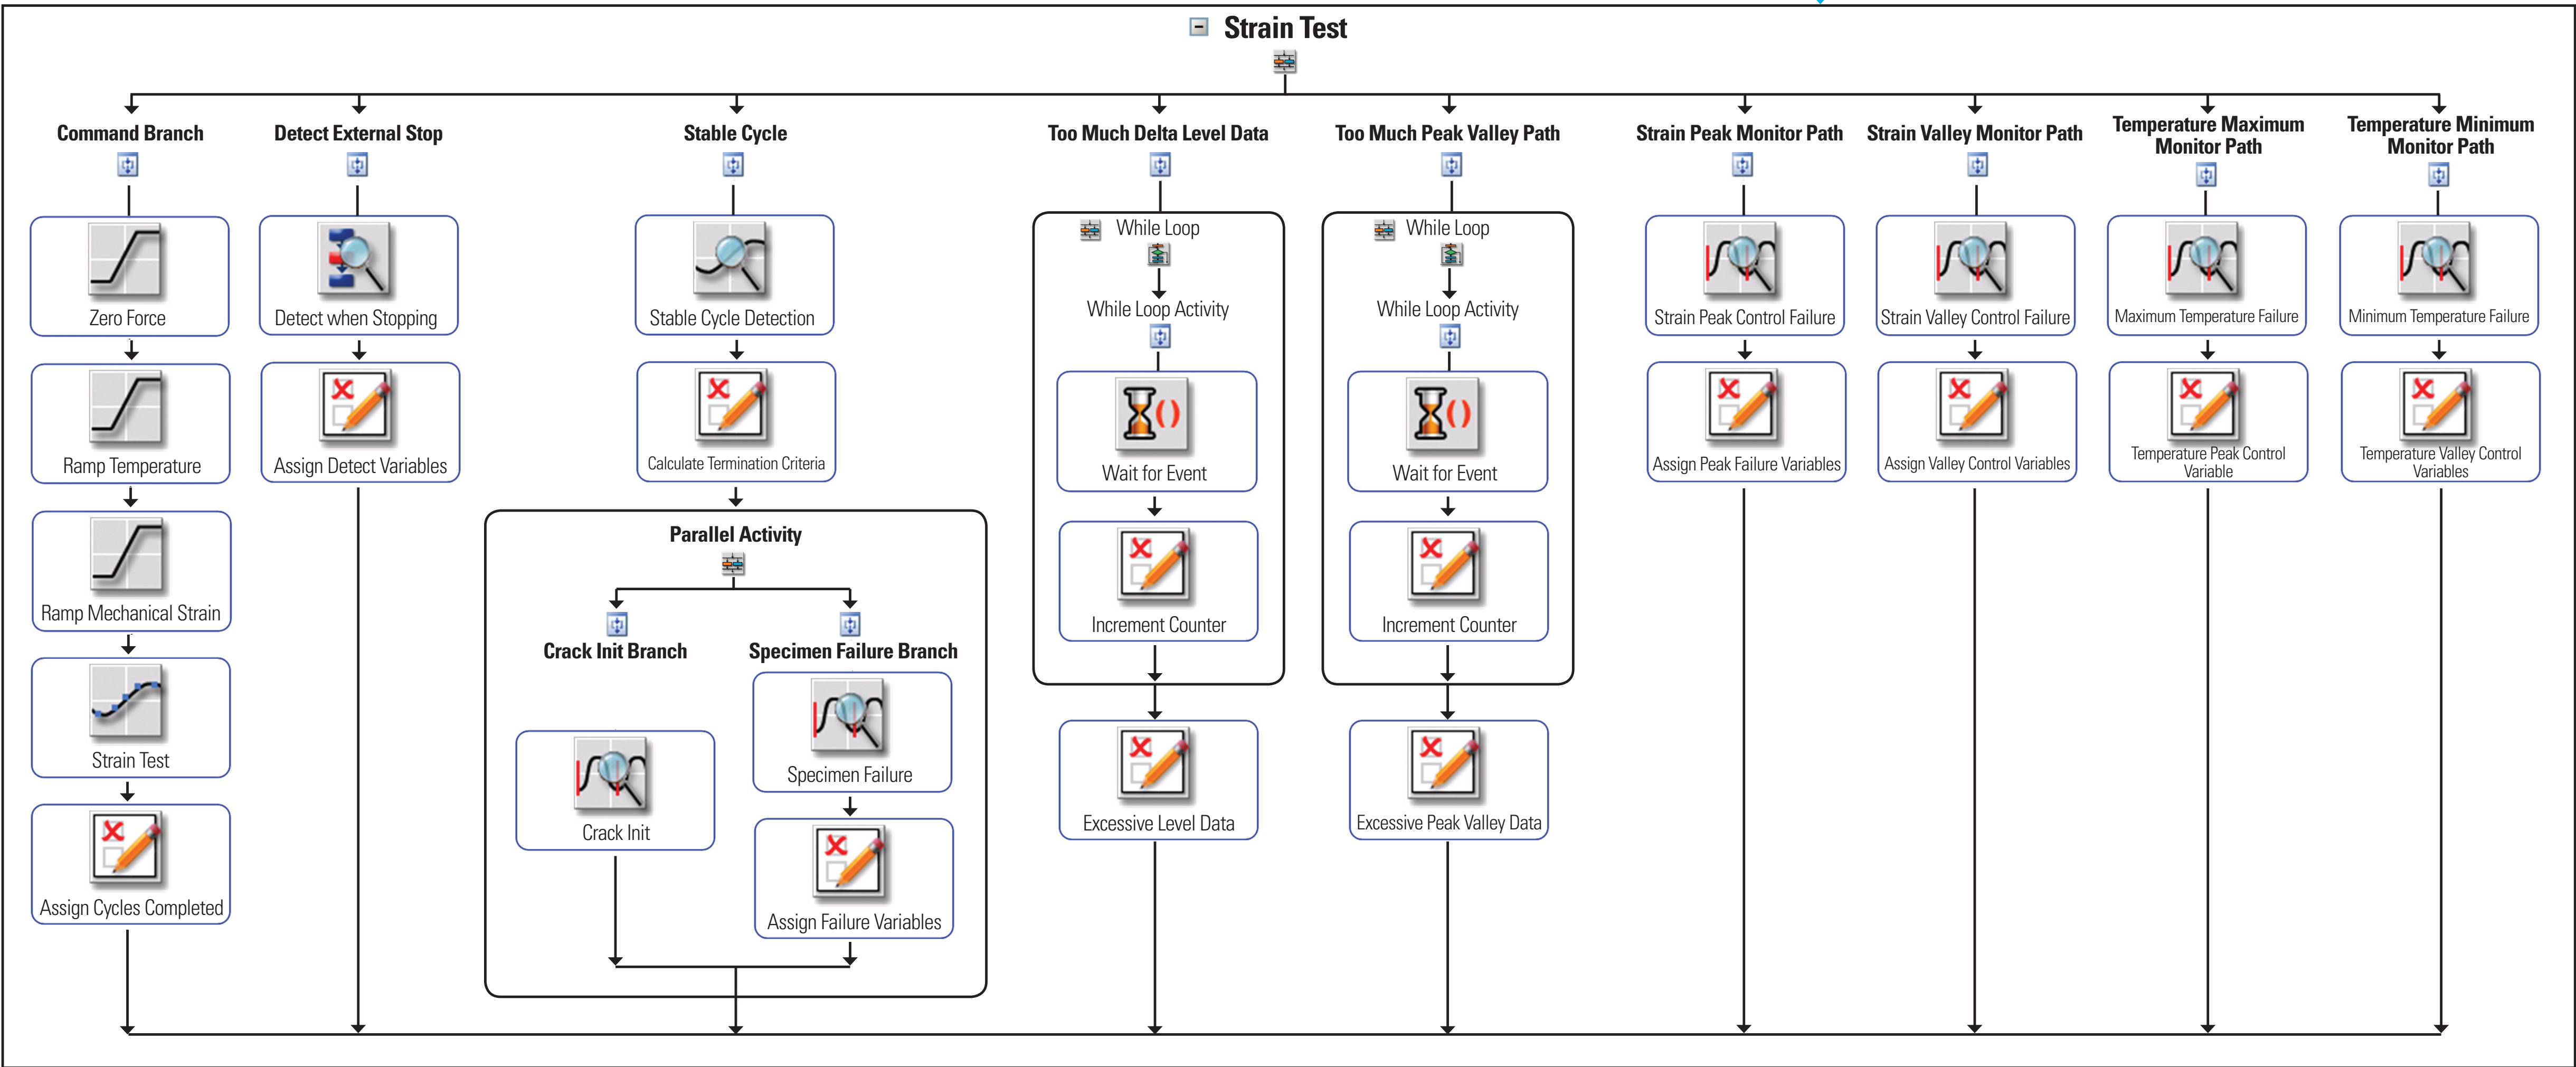 Strain Test
Command Branch
Zero Force
Ramp Temperature
Ramp Mechanical Strain
Strain Test
Assign Cycles Completed
Detect External Stop
Detect when Stopping
Assign Detect Variables
Stable Cycle
Stable Cycle Detection
Calculate Termination Criteria
Parallel Activity
Crack Init Branch
Crack Init
Specimen Failure Branch
Specimen Failure
Assign Failure Variables
Too Much Delta Level Data
While Loop
While Loop Activity
Wait for Event
Increment Counter
Excessive Level Data
Too Much Peak Valley Path
While Loop
While Loop Activity
Wait for Event
Increment Counter
Excessive Peak Valley Data
Strain Peak Monitor Path
Strain Peak Control Failure
Assign Peak Failure Variables
Strain Valley Monitor Path
Strain Valley Control Failure
Assign Valley Control Variables
Temperature Maximum
Monitor Path
Maximum Temperature Failure
Temperature Peak Control
Variable
Temperature Minimum
Monitor Path
Minimum Temperature Failure
Temperature Valley Control
Variables